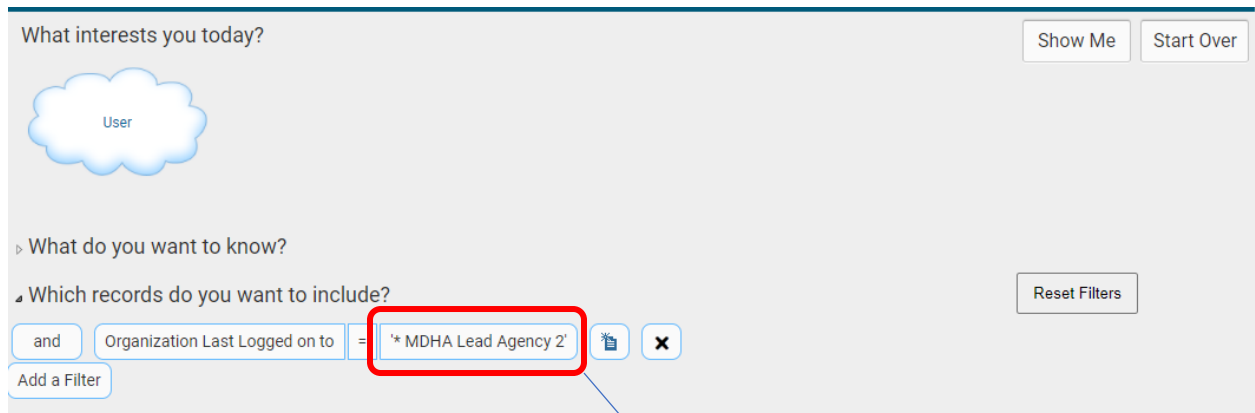 What interests you today?
Show Me
Start Over
User
What do you want to know?
Which records do you want to include?
Reset Filters
and Organization Last Logged on to = '* MDHA Lead Agency 2'
Add a Filter